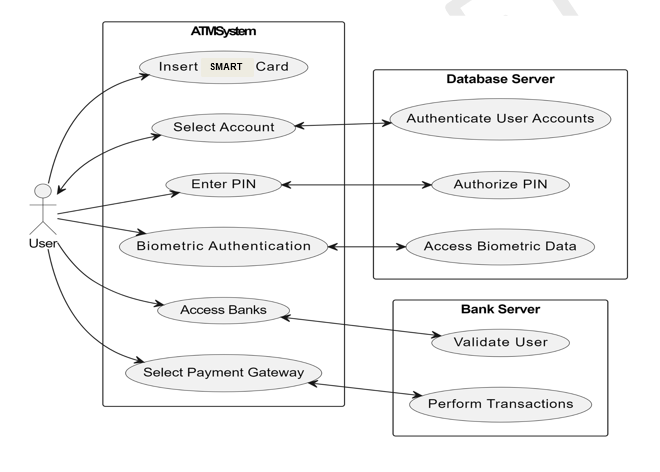 ATMSystem
Insert SMART Card
Database Server
Select Account
Authenticate User Accounts
Enter PIN
Authorize PIN
User
Biometric Authentication
Access Biometric Data
Bank Server
Access Banks
Validate User
Select Payment Gateway
Perform Transactions